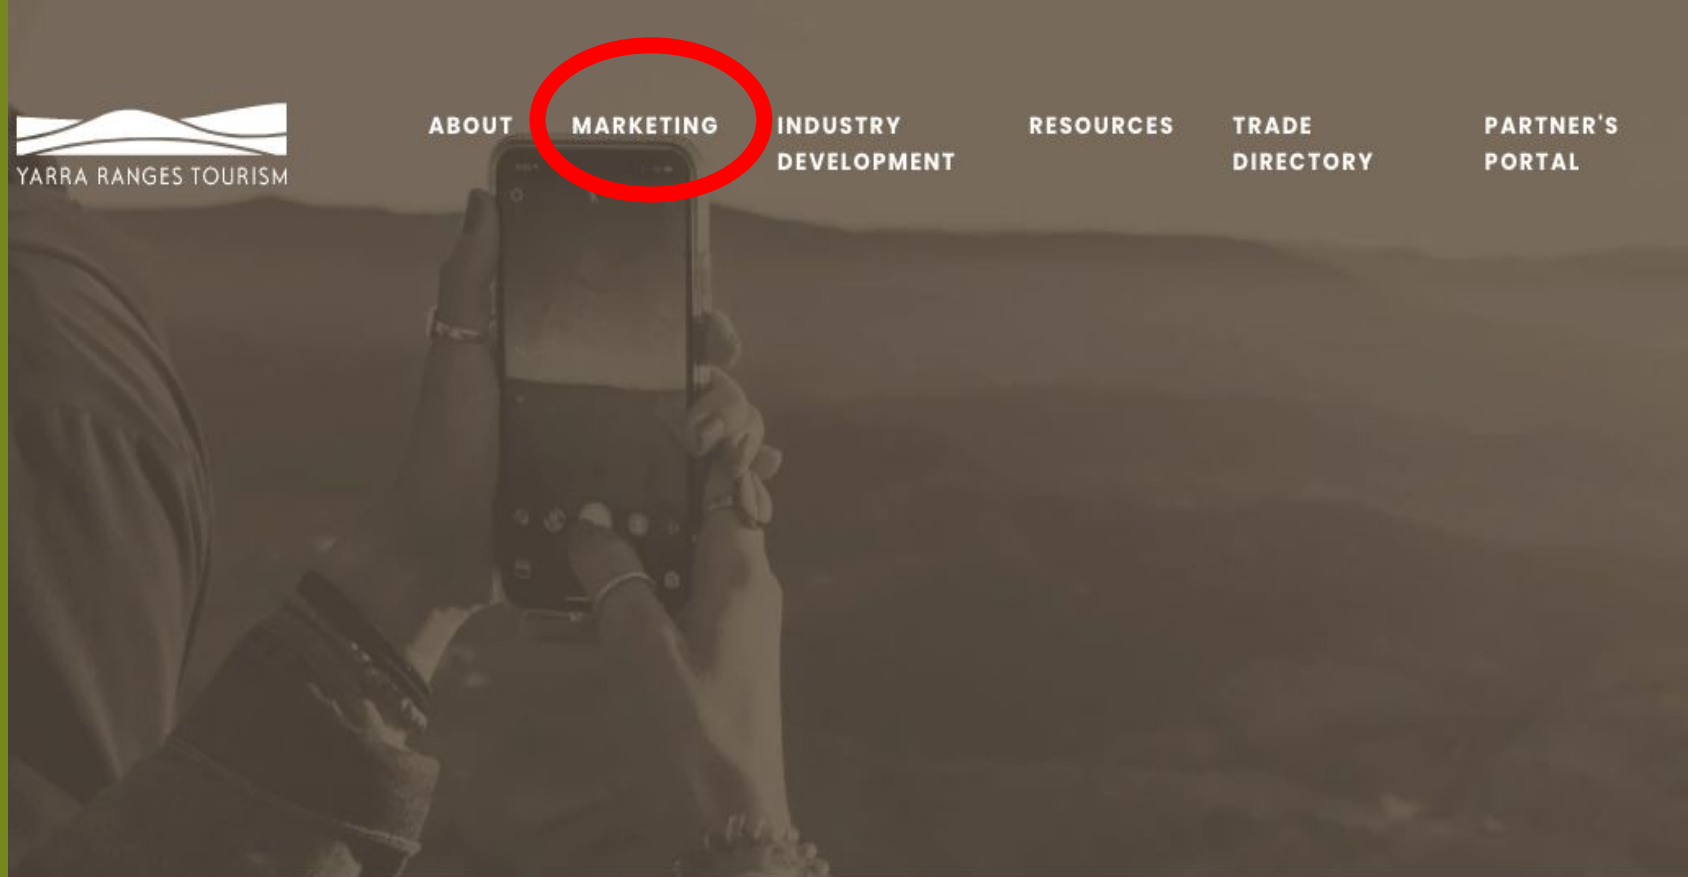 YARRA RANGES TOURISM
ABOUT
MARKETING
INDUSTRY
DEVELOPMENT
RESOURCES
TRADE
DIRECTORY
PARTNER'S
PORTAL